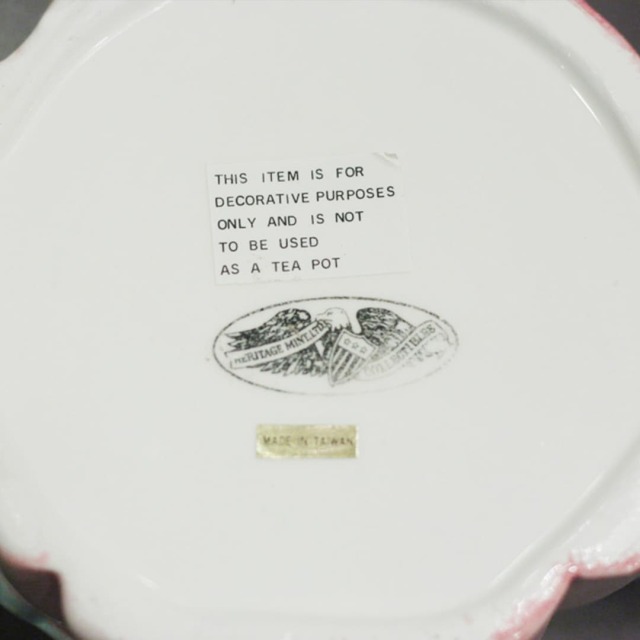 THIS ITEM IS FOR
DECORATIVE PURPOSES
ONLY AND IS NOT
TO BE USED
AS A TEA POT
HERITAGE MINT, LTD.
COLLECTIBLES
MADE IN TAIWAN